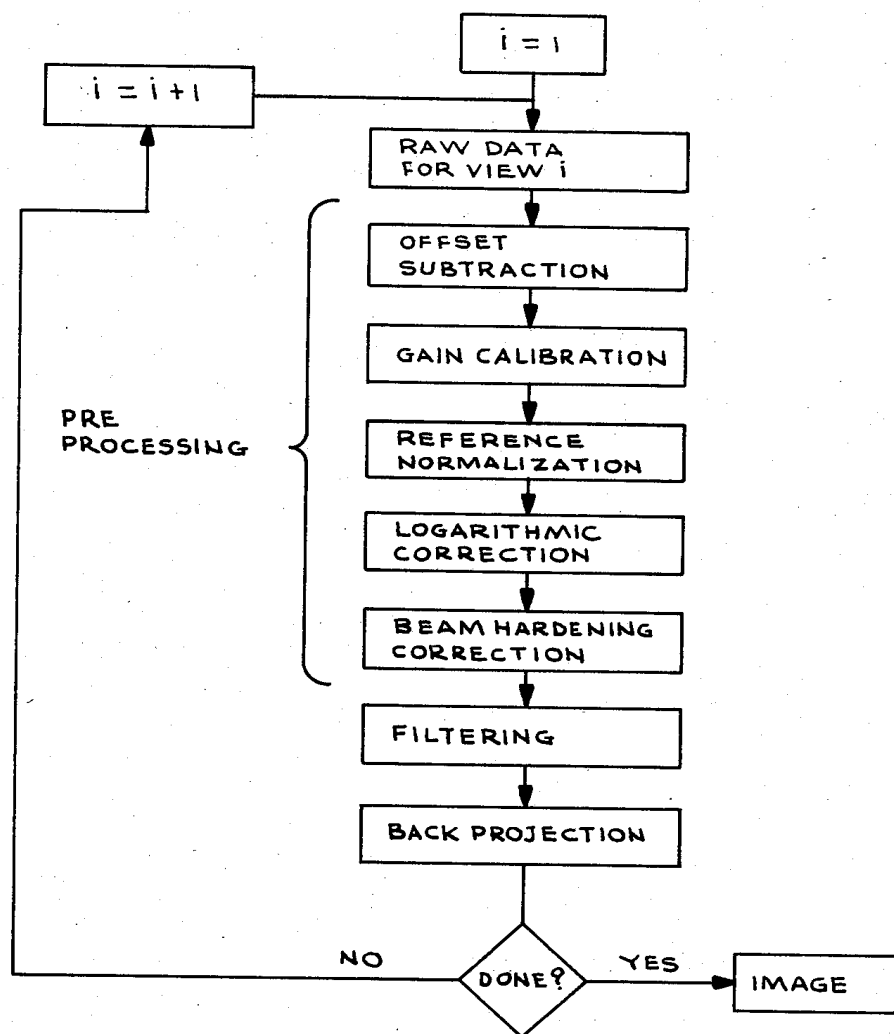 i = 1
i = i + 1
RAW DATA
FOR VIEW i
OFFSET
SUBTRACTION
GAIN CALIBRATION
PRE
PROCESSING
REFERENCE
NORMALIZATION
LOGARITHMIC
CORRECTION
BEAM HARDENING
CORRECTION
FILTERING
BACK PROJECTION
NO
DONE?
YES
IMAGE